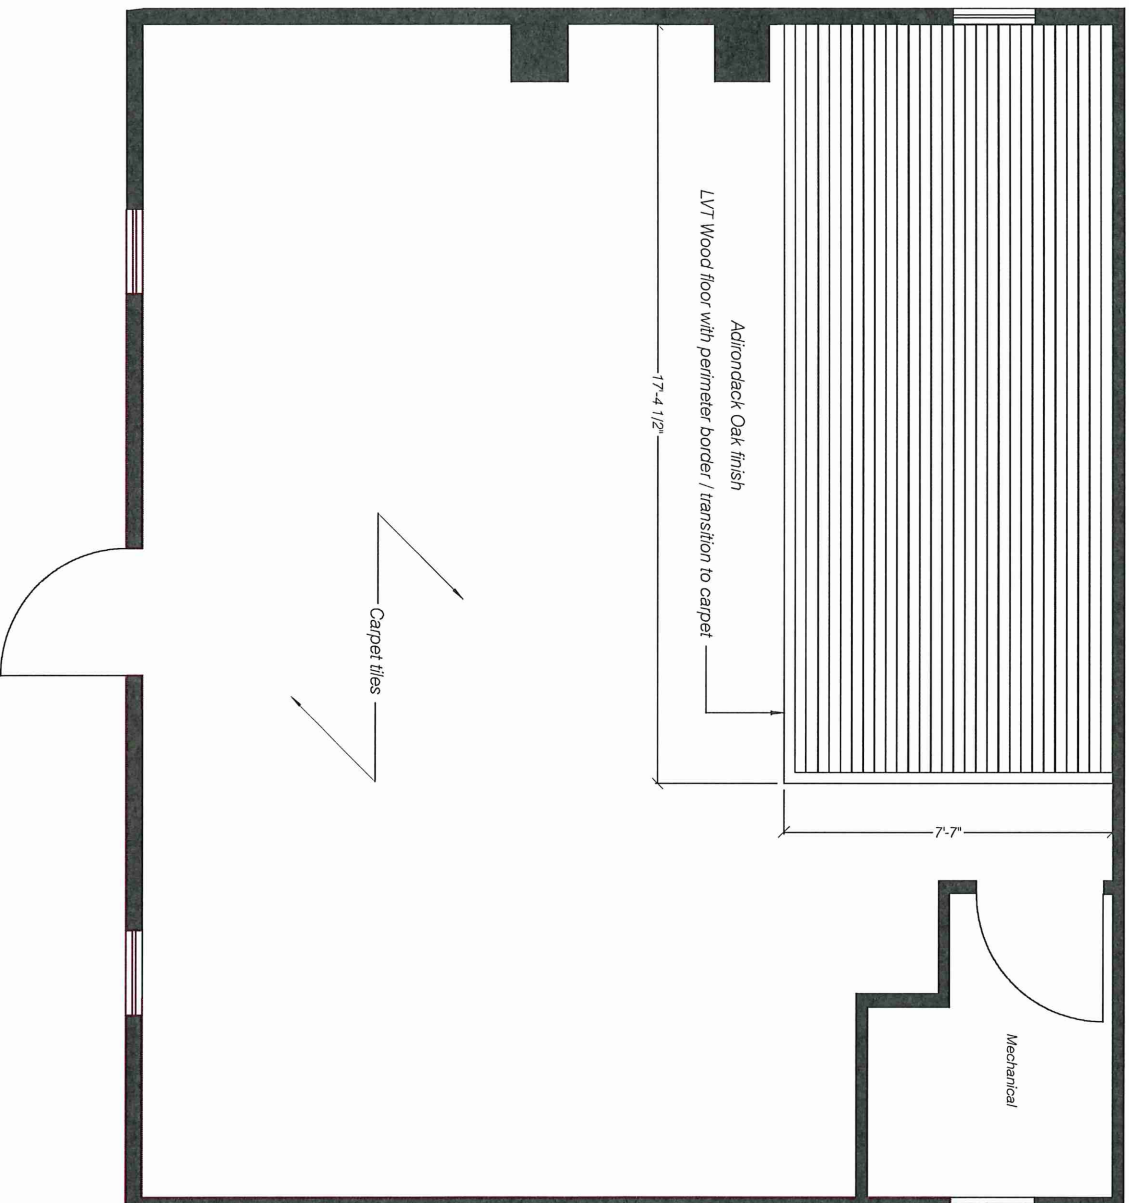 Adirondack Oak finish
LVT Wood floor with perimeter border / transition to carpet
17'-4 1/2"
7'-7"
Carpet tiles
Mechanical